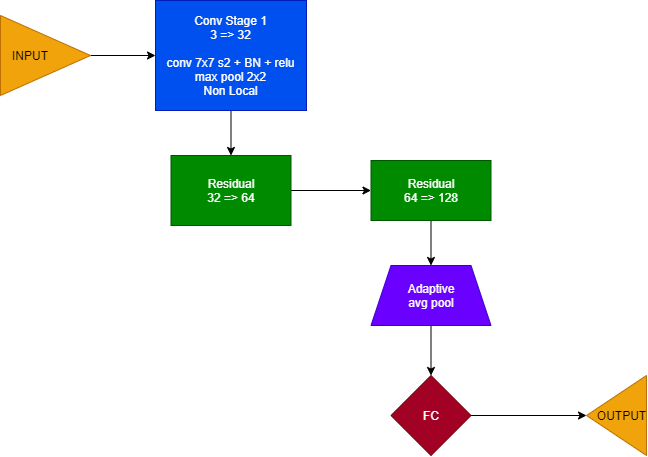 INPUT
Conv Stage 1
3 => 32
conv 7x7 s2 + BN + relu
max pool 2x2
Non Local
Residual
32 => 64
Residual
64 => 128
Adaptive
avg pool
FC
OUTPUT